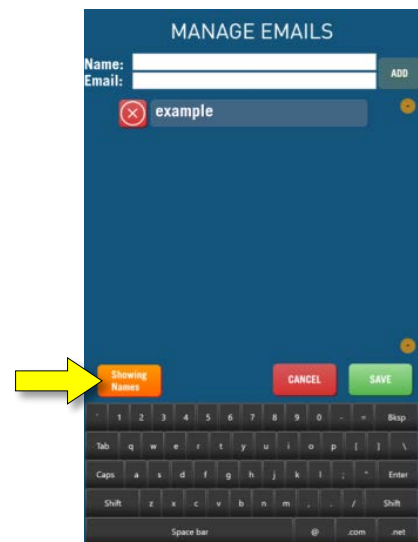 MANAGE EMAILS
Name:
Email:
ADD
example
Showing
Names
CANCEL
SAVE
` 1 2 3 4 5 6 7 8 9 0 - = Bksp
Tab q w e r t y u i o p [ ] \
Caps a s d f g h j k l ; " Enter
Shift z x c v b n m , . / Shift
Space bar @ .com .net